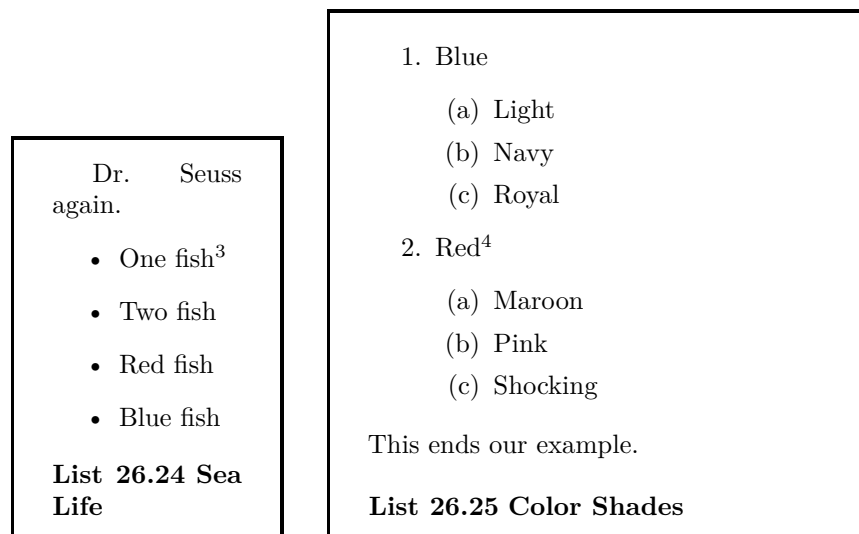 Dr. Seuss
again.
• One fish³
• Two fish
• Red fish
• Blue fish
List 26.24 Sea
Life
1. Blue
(a) Light
(b) Navy
(c) Royal
2. Red⁴
(a) Maroon
(b) Pink
(c) Shocking
This ends our example.
List 26.25 Color Shades